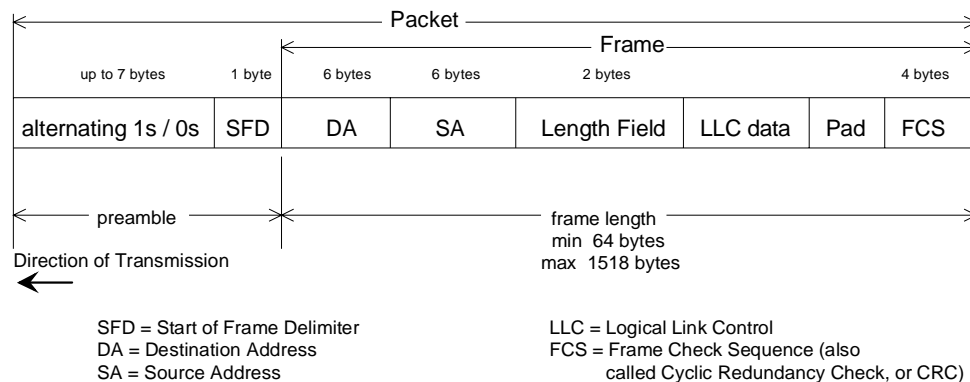 Packet
Frame
up to 7 bytes 1 byte 6 bytes 6 bytes 2 bytes 4 bytes
alternating 1s / 0s SFD DA SA Length Field LLC data Pad FCS
preamble frame length
min 64 bytes
max 1518 bytes
Direction of Transmission
SFD = Start of Frame Delimiter
DA = Destination Address
SA = Source Address
LLC = Logical Link Control
FCS = Frame Check Sequence (also
called Cyclic Redundancy Check, or CRC)